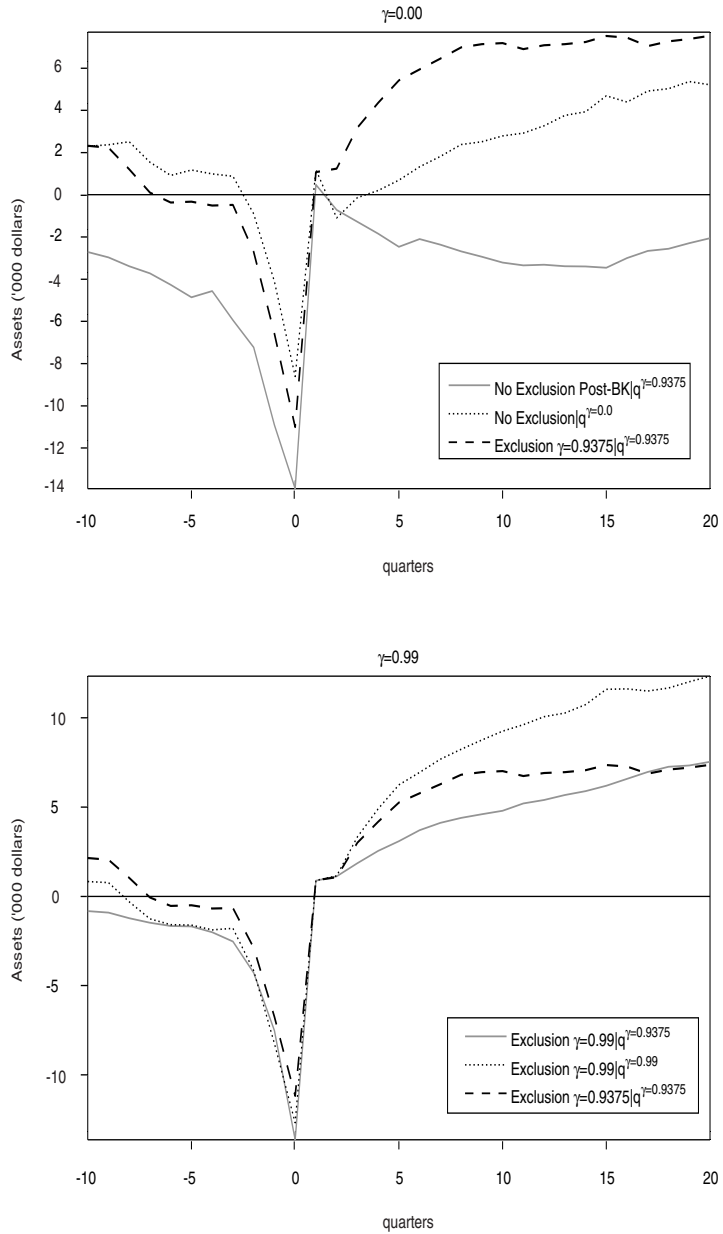 γ=0.00
6
4
2
0
-2
-4
-6
-8
-10
-12
-14
Assets ('000 dollars)
No Exclusion Post-BK|q^γ=0.9375
No Exclusion|q^γ=0.0
Exclusion γ=0.9375|q^γ=0.9375
-10 -5 0 5 10 15 20
quarters
γ=0.99
10
5
0
-5
-10
Assets ('000 dollars)
Exclusion γ=0.99|q^γ=0.9375
Exclusion γ=0.99|q^γ=0.99
Exclusion γ=0.9375|q^γ=0.9375
-10 -5 0 5 10 15 20
quarters